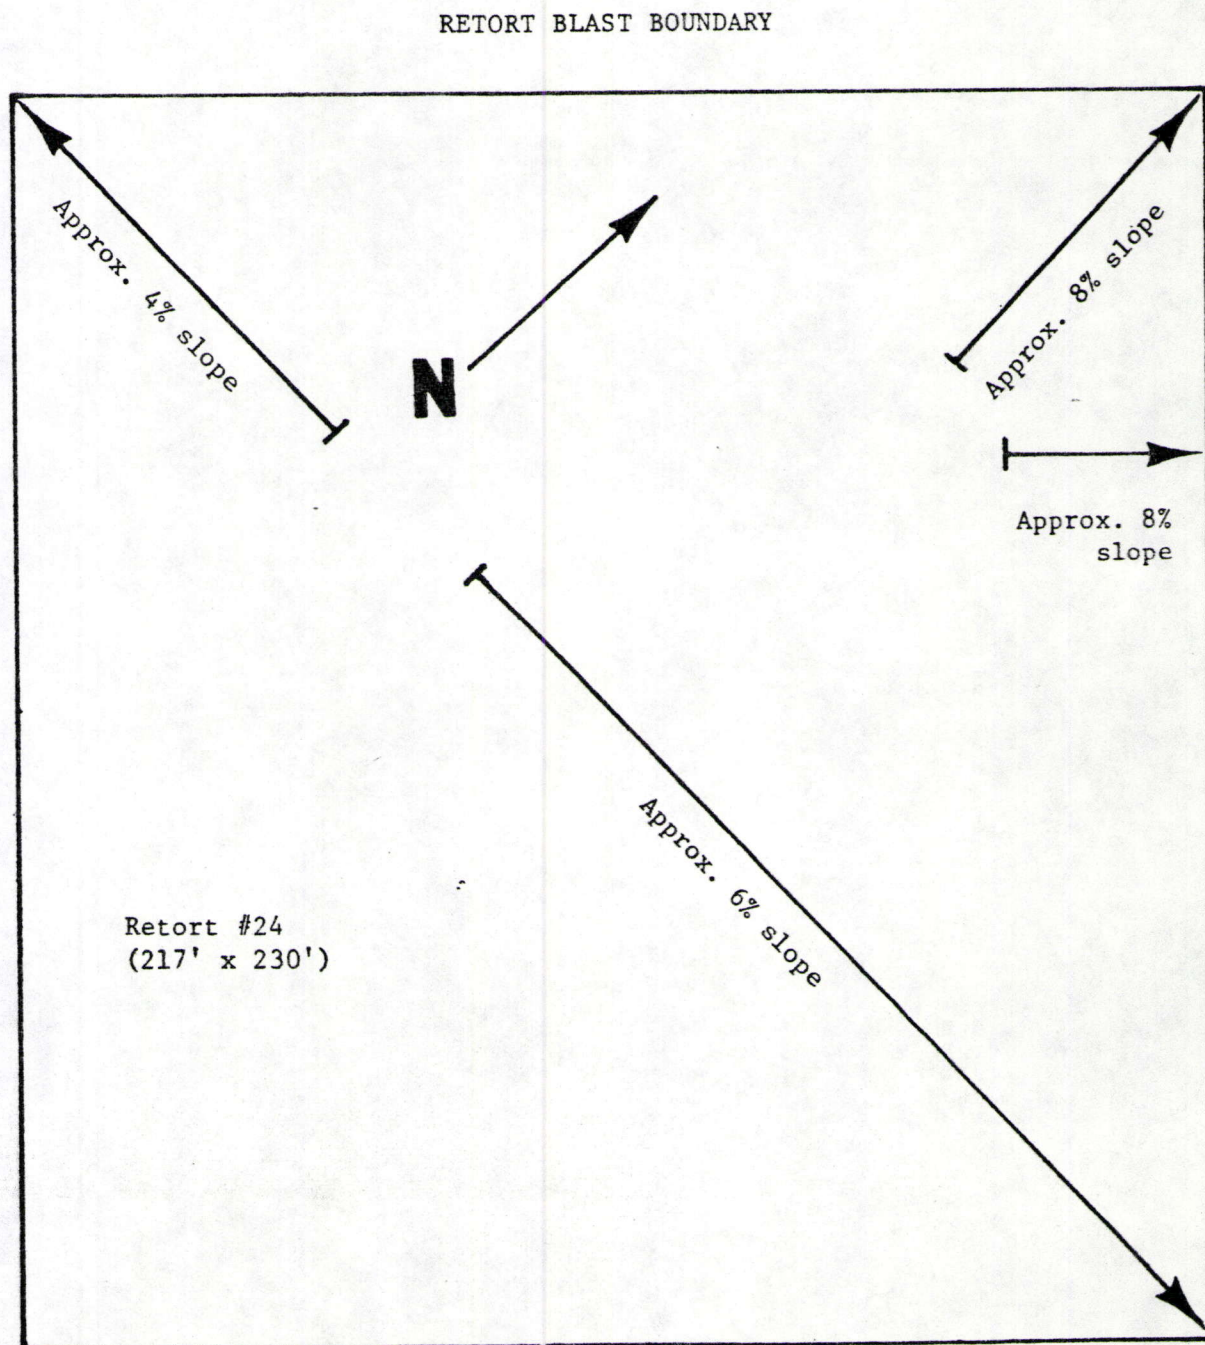 RETORT BLAST BOUNDARY
Approx. 4% slope
N
Approx. 8% slope
Approx. 8%
slope
Approx. 6% slope
Retort #24
(217' x 230')